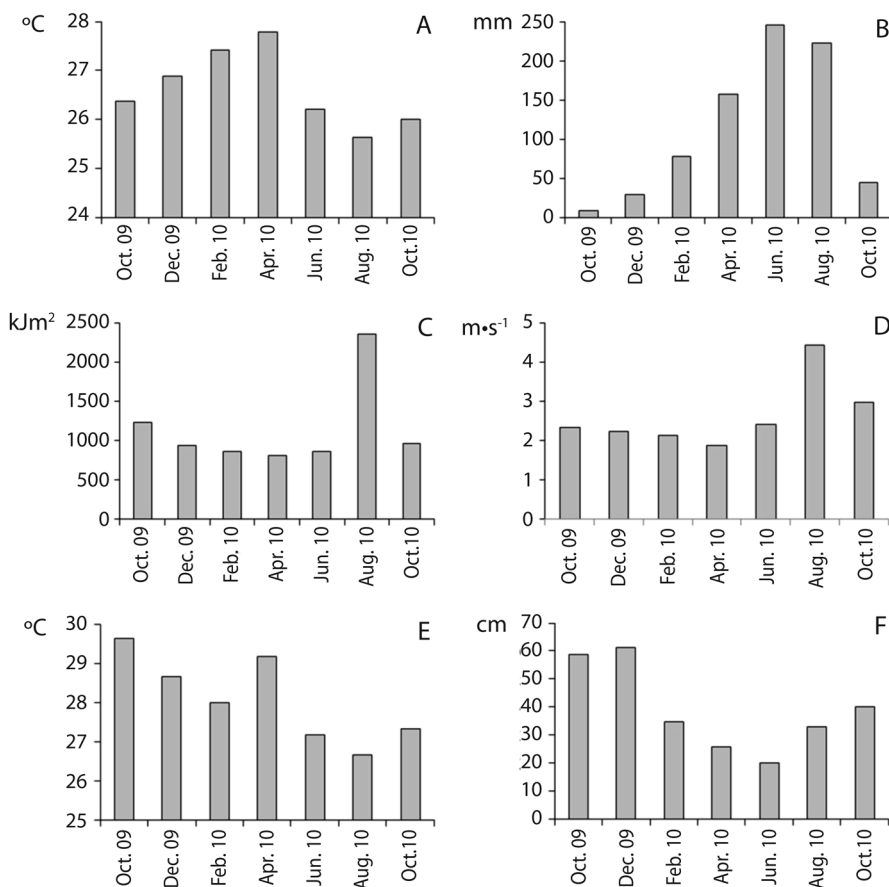 ºC
A
28
27
26
25
24
Oct. 09
Dec. 09
Feb. 10
Apr. 10
Jun. 10
Aug. 10
Oct.10
mm
B
250
200
150
100
50
0
Oct. 09
Dec. 09
Feb. 10
Apr. 10
Jun. 10
Aug. 10
Oct.10
kJm²
C
2500
2000
1500
1000
500
0
Oct. 09
Dec. 09
Feb. 10
Apr. 10
Jun. 10
Aug. 10
Oct.10
m•s⁻¹
D
5
4
3
2
1
0
Oct. 09
Dec. 09
Feb. 10
Apr. 10
Jun. 10
Aug. 10
Oct.10
ºC
E
30
29
28
27
26
25
Oct. 09
Dec. 09
Feb. 10
Apr. 10
Jun. 10
Aug. 10
Oct.10
cm
F
70
60
50
40
30
20
10
0
Oct. 09
Dec. 09
Feb. 10
Apr. 10
Jun. 10
Aug. 10
Oct.10